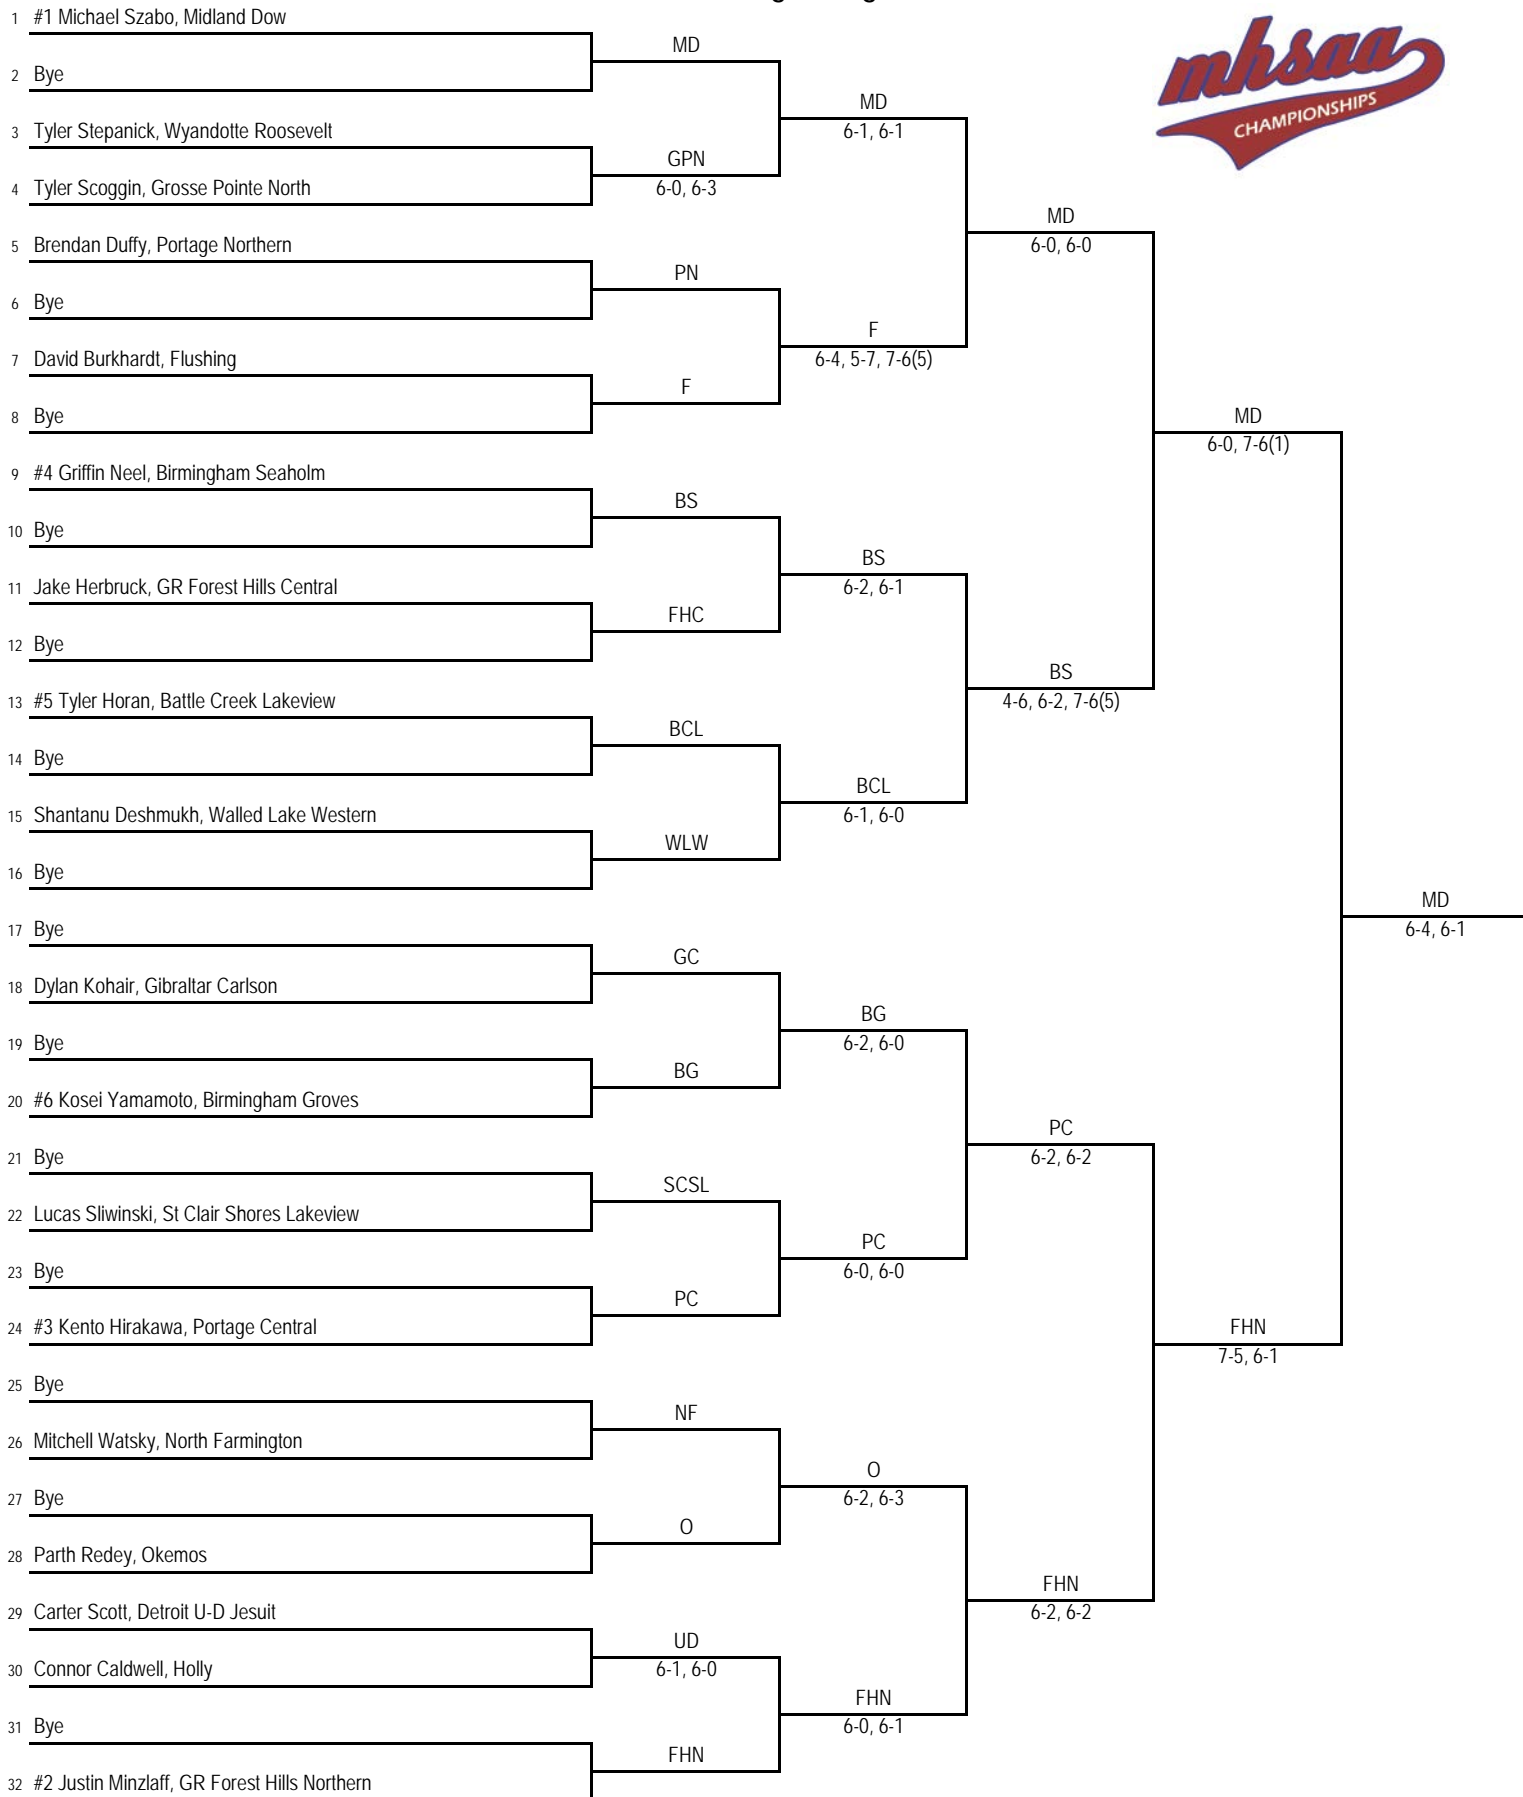 1 #1 Michael Szabo, Midland Dow
2 Bye
3 Tyler Stepanick, Wyandotte Roosevelt
4 Tyler Scoggin, Grosse Pointe North
5 Brendan Duffy, Portage Northern
6 Bye
7 David Burkhardt, Flushing
8 Bye
9 #4 Griffin Neel, Birmingham Seaholm
10 Bye
11 Jake Herbruck, GR Forest Hills Central
12 Bye
13 #5 Tyler Horan, Battle Creek Lakeview
14 Bye
15 Shantanu Deshmukh, Walled Lake Western
16 Bye
17 Bye
18 Dylan Kohair, Gibraltar Carlson
19 Bye
20 #6 Kosei Yamamoto, Birmingham Groves
21 Bye
22 Lucas Sliwinski, St Clair Shores Lakeview
23 Bye
24 #3 Kento Hirakawa, Portage Central
25 Bye
26 Mitchell Watsky, North Farmington
27 Bye
28 Parth Redey, Okemos
29 Carter Scott, Detroit U-D Jesuit
30 Connor Caldwell, Holly
31 Bye
32 #2 Justin Minzlaff, GR Forest Hills Northern
MD
GPN
6-0, 6-3
PN
F
BS
FHC
BCL
WLW
GC
BG
SCSL
PC
NF
O
UD
6-1, 6-0
FHN
MD
6-1, 6-1
F
6-4, 5-7, 7-6(5)
BS
6-2, 6-1
BCL
6-1, 6-0
BG
6-2, 6-0
PC
6-0, 6-0
O
6-2, 6-3
FHN
6-0, 6-1
MD
6-0, 6-0
BS
4-6, 6-2, 7-6(5)
PC
6-2, 6-2
FHN
6-2, 6-2
MD
6-0, 7-6(1)
FHN
7-5, 6-1
MD
6-4, 6-1
mhsaa
CHAMPIONSHIPS